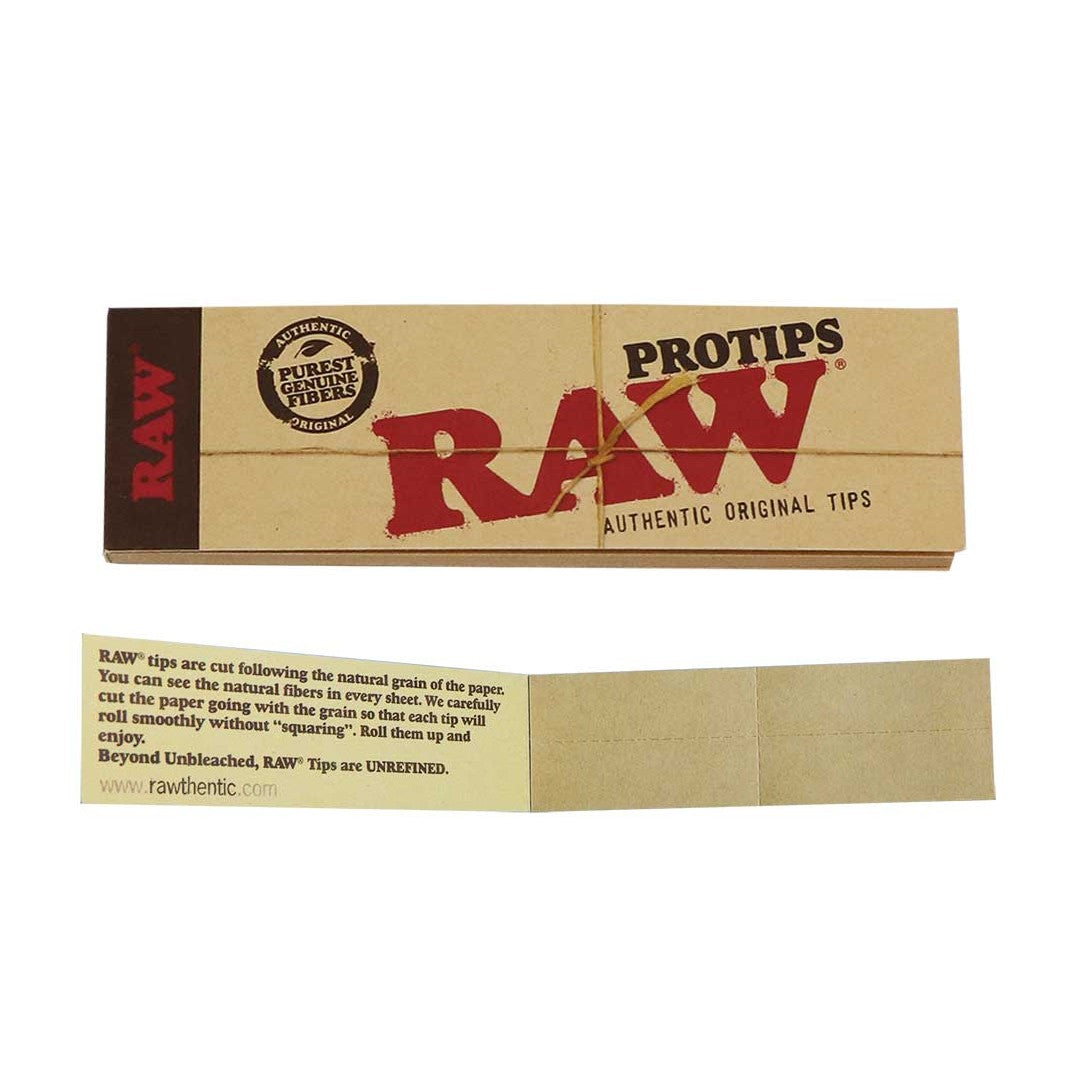 RAW
AUTHENTIC
PUREST
GENUINE
FIBERS
ORIGINAL
PROTIPS
RAW®
AUTHENTIC ORIGINAL TIPS
RAW® tips are cut following the natural grain of the paper.
You can see the natural fibers in every sheet. We carefully
cut the paper going with the grain so that each tip will
roll smoothly without "squaring". Roll them up and
enjoy.
Beyond Unbleached, RAW® Tips are UNREFINED.
www.rawthentic.com